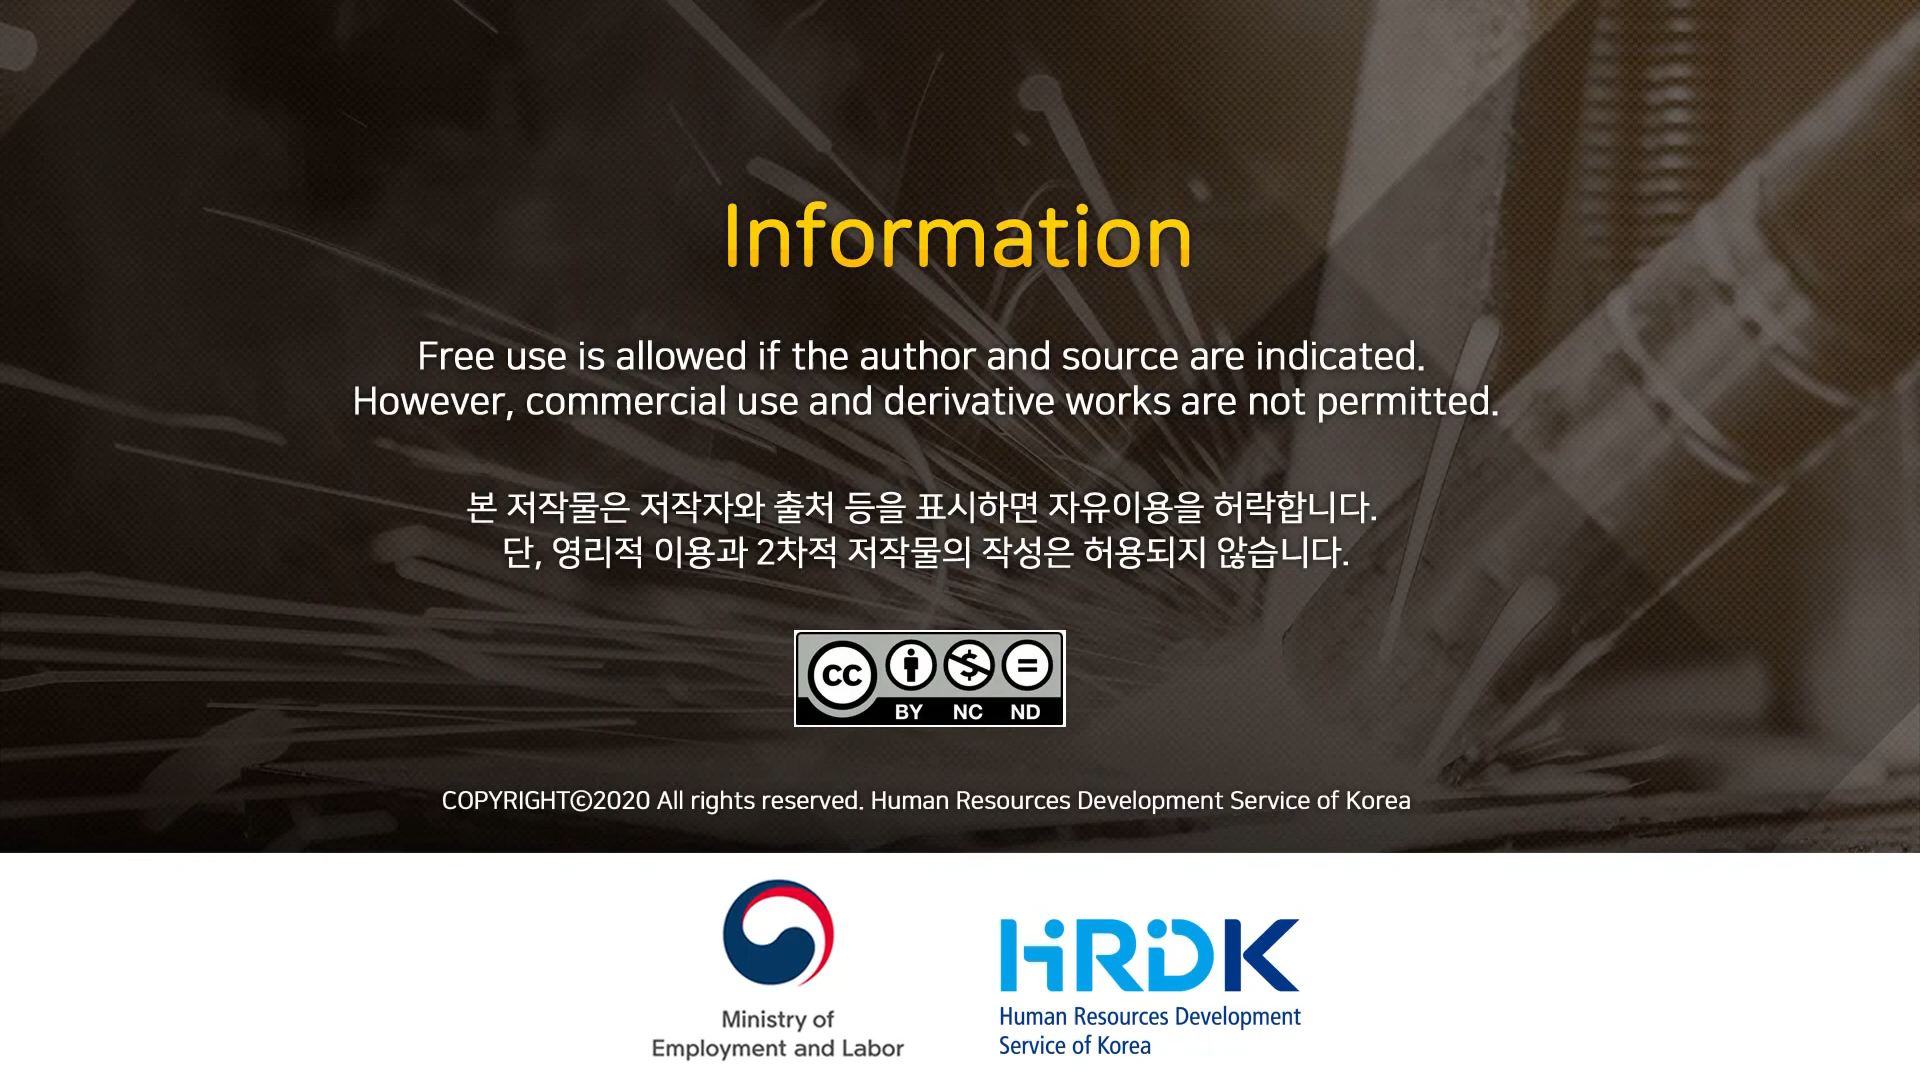 Information
Free use is allowed if the author and source are indicated.
However, commercial use and derivative works are not permitted.
본 저작물은 저작자와 출처 등을 표시하면 자유이용을 허락합니다.
단, 영리적 이용과 2차적 저작물의 작성은 허용되지 않습니다.
cc
BY NC ND
COPYRIGHT©2020 All rights reserved. Human Resources Development Service of Korea
Ministry of
Employment and Labor
HRDK
Human Resources Development
Service of Korea